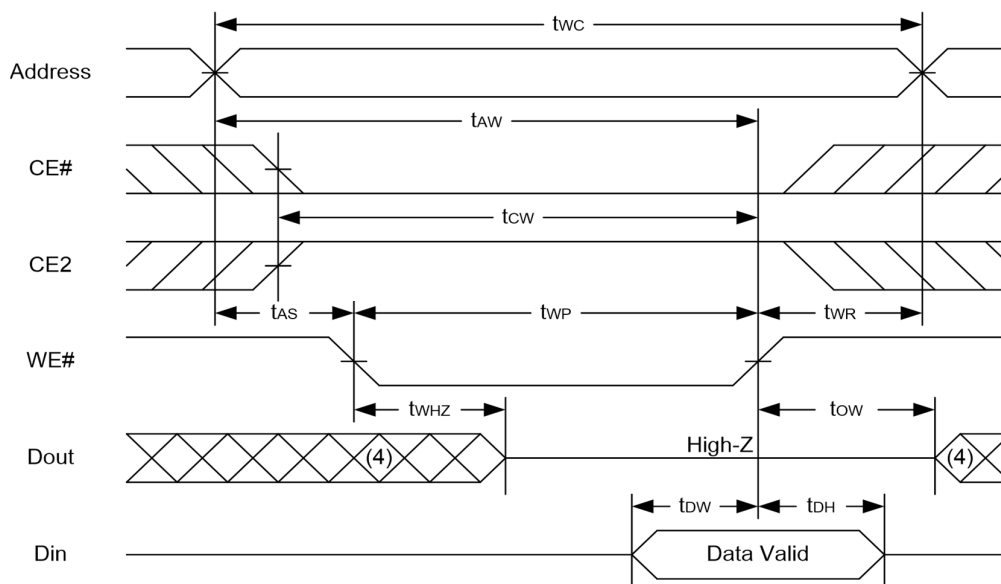 tWC
Address
tAW
CE#
tCW
CE2
tAS
tWP
tWR
WE#
tWHZ
tOW
Dout
(4)
High-Z
(4)
tDW
tDH
Din
Data Valid